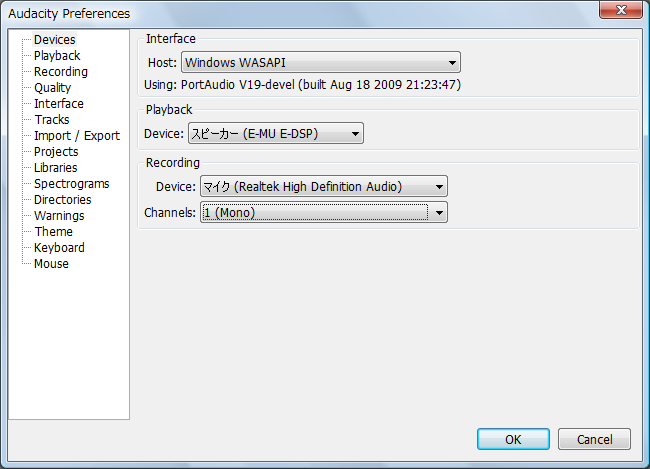 Audacity Preferences
Devices
Playback
Recording
Quality
Interface
Tracks
Import / Export
Projects
Libraries
Spectrograms
Directories
Warnings
Theme
Keyboard
Mouse
Interface
Host: Windows WASAPI
Using: PortAudio V19-devel (built Aug 18 2009 21:23:47)
Playback
Device: スピーカー (E-MU E-DSP)
Recording
Device: マイク (Realtek High Definition Audio)
Channels: 1 (Mono)
OK Cancel